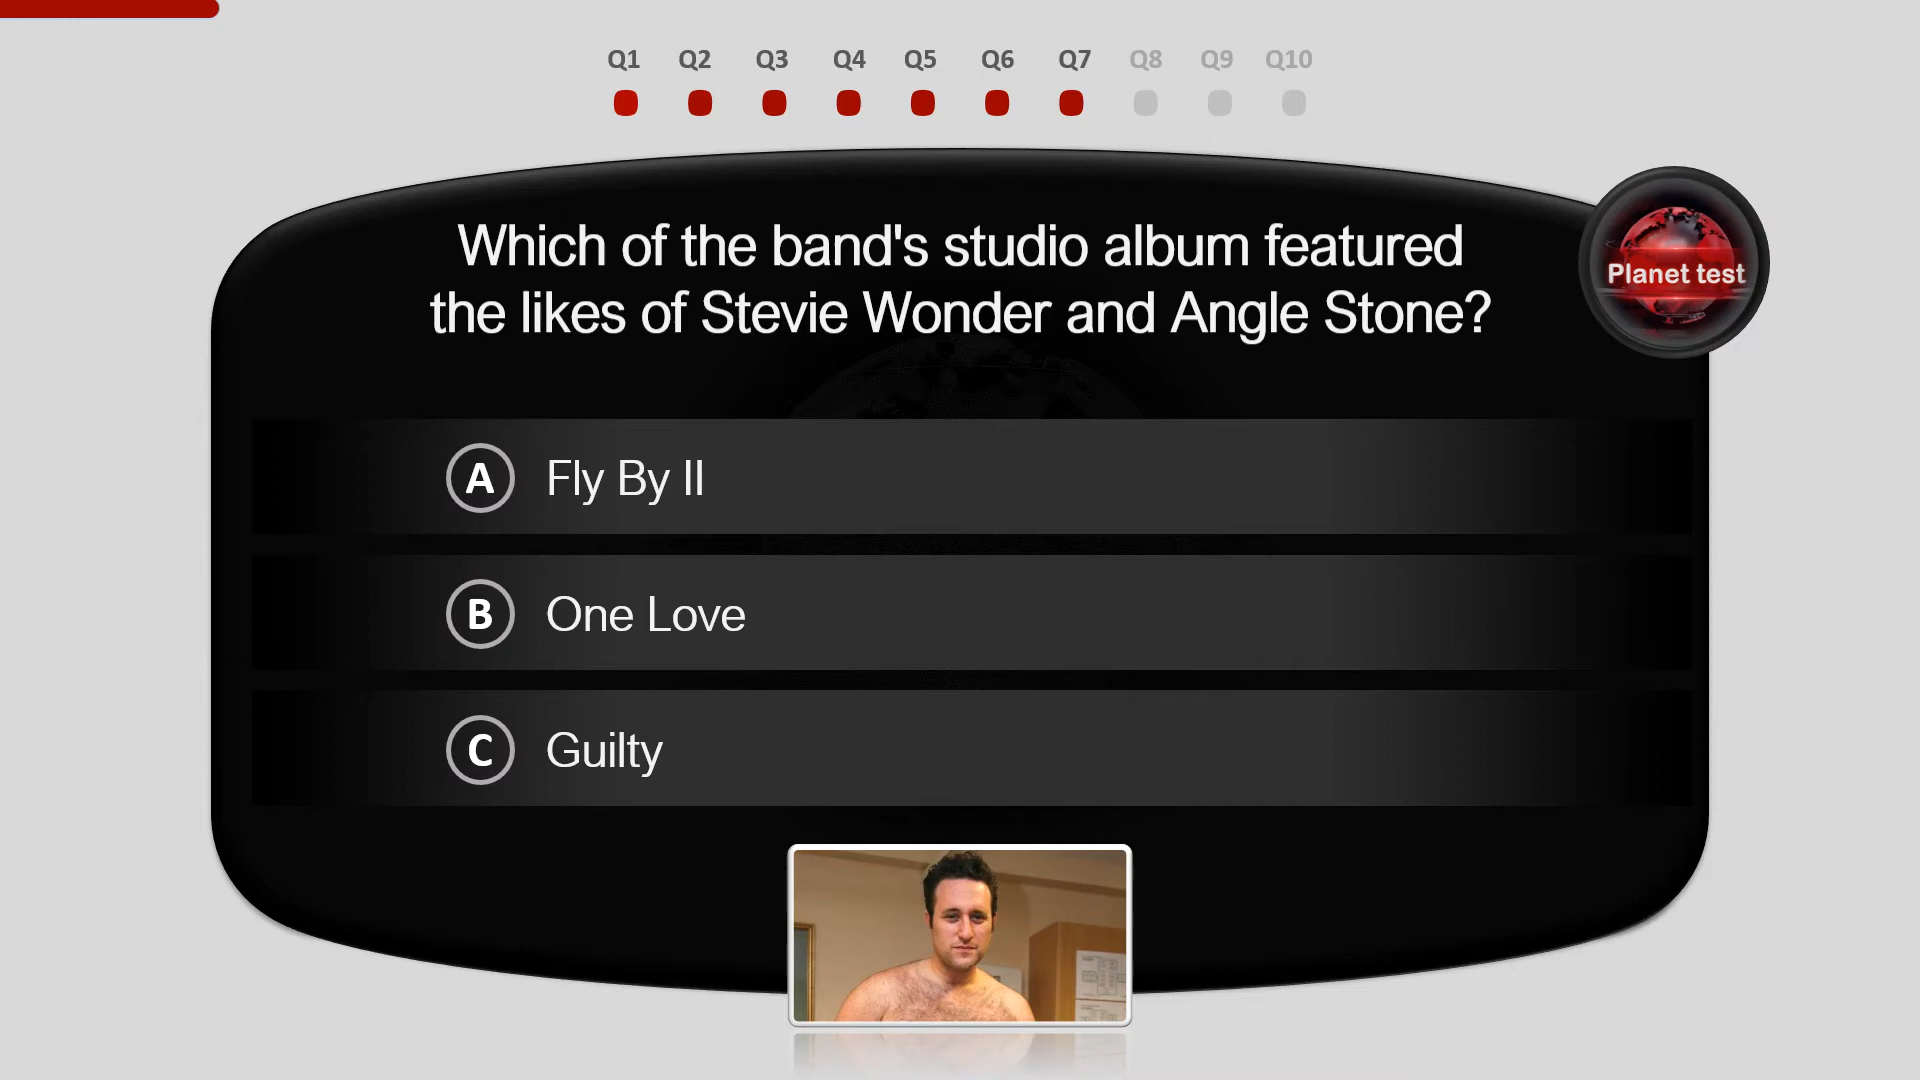 Q1 Q2 Q3 Q4 Q5 Q6 Q7 Q8 Q9 Q10
Which of the band's studio album featured
the likes of Stevie Wonder and Angle Stone?
Planet test
A Fly By II
B One Love
C Guilty